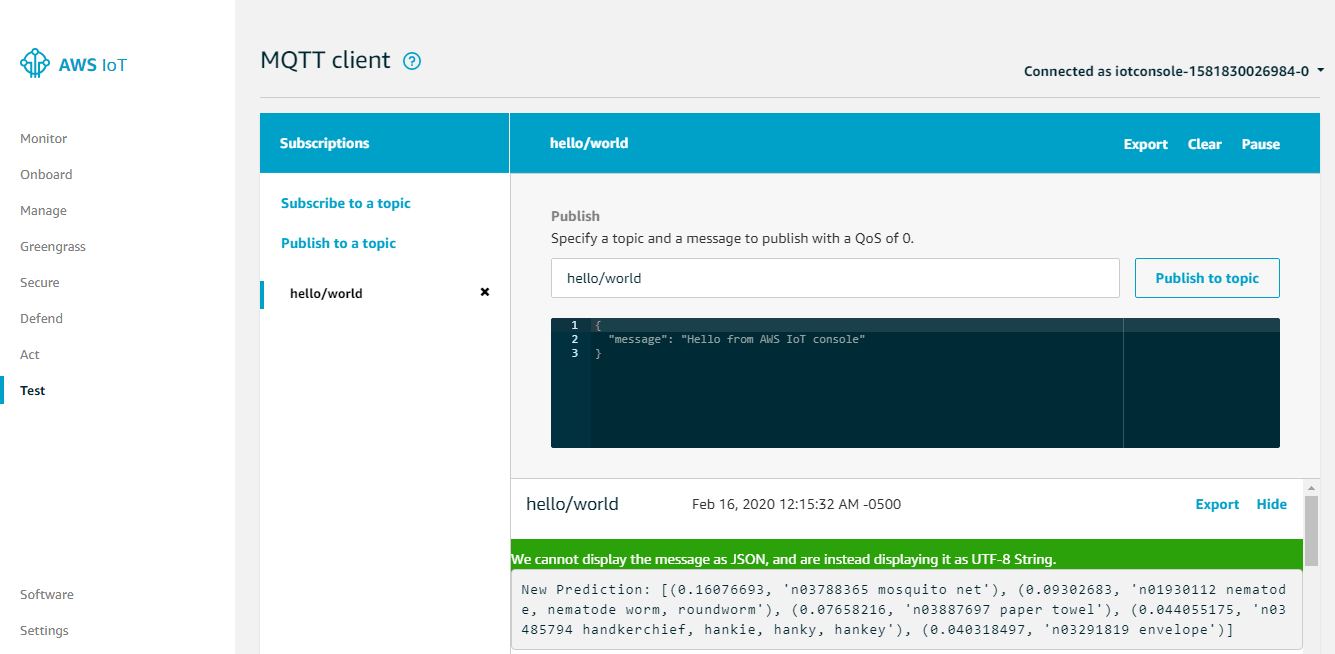 AWS IoT
Monitor
Onboard
Manage
Greengrass
Secure
Defend
Act
Test
Software
Settings
MQTT client ?
Connected as iotconsole-1581830026984-0
Subscriptions
Subscribe to a topic
Publish to a topic
hello/world ×
hello/world Export Clear Pause
Publish
Specify a topic and a message to publish with a QoS of 0.
hello/world Publish to topic
1 {
2 "message": "Hello from AWS IoT console"
3 }
hello/world Feb 16, 2020 12:15:32 AM -0500 Export Hide
We cannot display the message as JSON, and are instead displaying it as UTF-8 String.
New Prediction: [(0.16076693, 'n03788365 mosquito net'), (0.09302683, 'n01930112 nematod
e, nematode worm, roundworm'), (0.07658216, 'n03887697 paper towel'), (0.044055175, 'n03
485794 handkerchief, hankie, hanky, hankey'), (0.040318497, 'n03291819 envelope')]